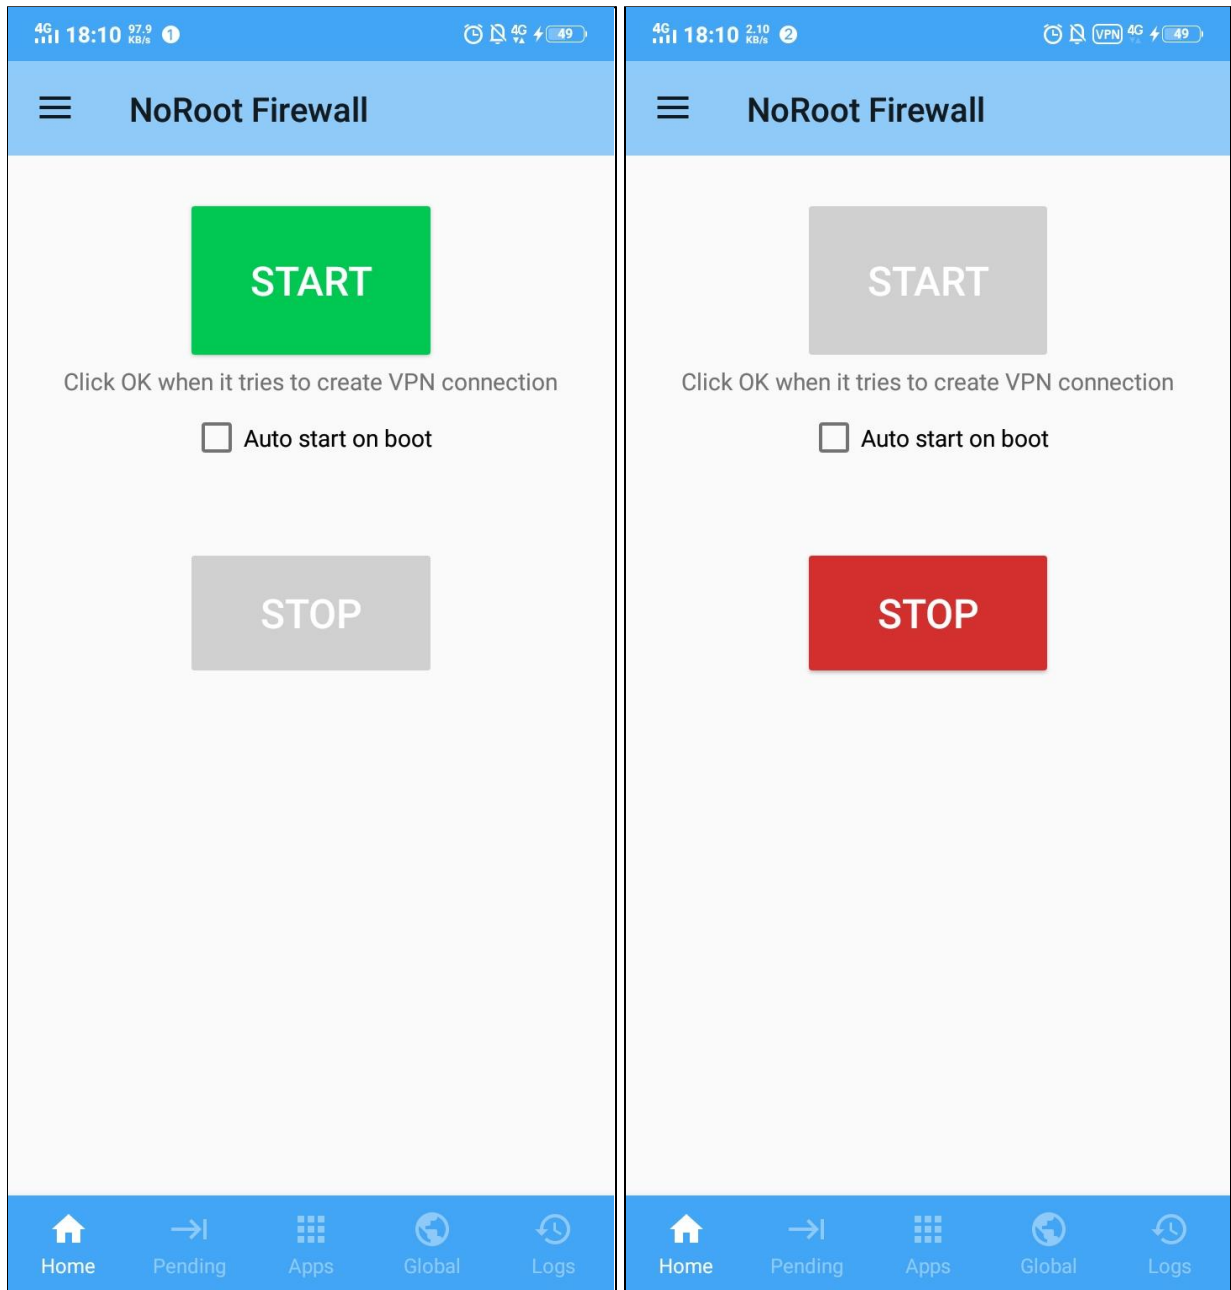 4G 18:10 97.9 KB/s 1 4G 49
NoRoot Firewall
START
Click OK when it tries to create VPN connection
Auto start on boot
STOP
Home Pending Apps Global Logs
4G 18:10 2.10 KB/s 2 VPN 4G 49
NoRoot Firewall
START
Click OK when it tries to create VPN connection
Auto start on boot
STOP
Home Pending Apps Global Logs